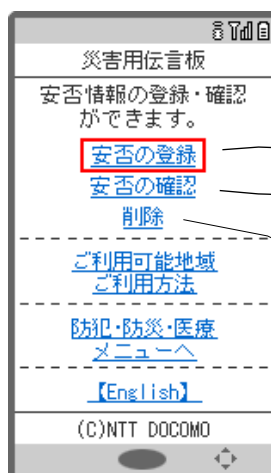 災害用伝言板
安否情報の登録・確認
ができます。
安否の登録
安否の確認
削除
ご利用可能地域
ご利用方法
防犯・防災・医療
メニューへ
【English】
(C)NTT DOCOMO